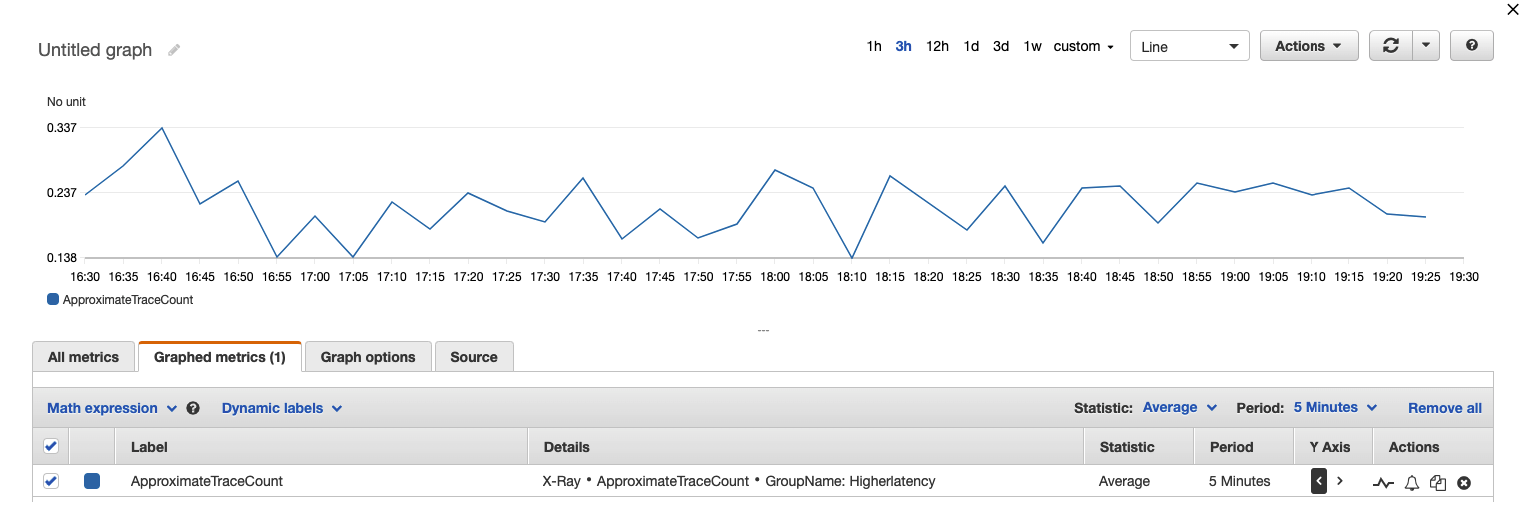 Untitled graph
1h 3h 12h 1d 3d 1w custom Line Actions
No unit
0.337
0.237
0.138
16:30 16:35 16:40 16:45 16:50 16:55 17:00 17:05 17:10 17:15 17:20 17:25 17:30 17:35 17:40 17:45 17:50 17:55 18:00 18:05 18:10 18:15 18:20 18:25 18:30 18:35 18:40 18:45 18:50 18:55 19:00 19:05 19:10 19:15 19:20 19:25 19:30
ApproximateTraceCount
All metrics Graphed metrics (1) Graph options Source
Math expression Dynamic labels Statistic: Average Period: 5 Minutes Remove all
Label Details Statistic Period Y Axis Actions
ApproximateTraceCount X-Ray • ApproximateTraceCount • GroupName: Higherlatency Average 5 Minutes